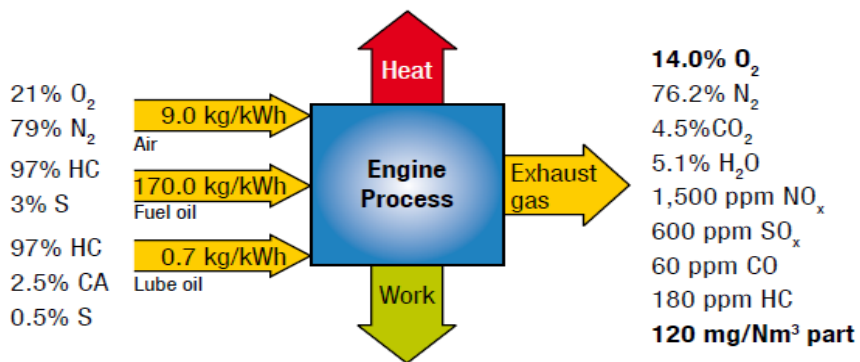 21% O₂
79% N₂
97% HC
3% S
97% HC
2.5% CA
0.5% S
9.0 kg/kWh
Air
170.0 kg/kWh
Fuel oil
0.7 kg/kWh
Lube oil
Heat
Engine
Process
Work
Exhaust
gas
14.0% O₂
76.2% N₂
4.5%CO₂
5.1% H₂O
1,500 ppm NOₓ
600 ppm SOₓ
60 ppm CO
180 ppm HC
120 mg/Nm³ part